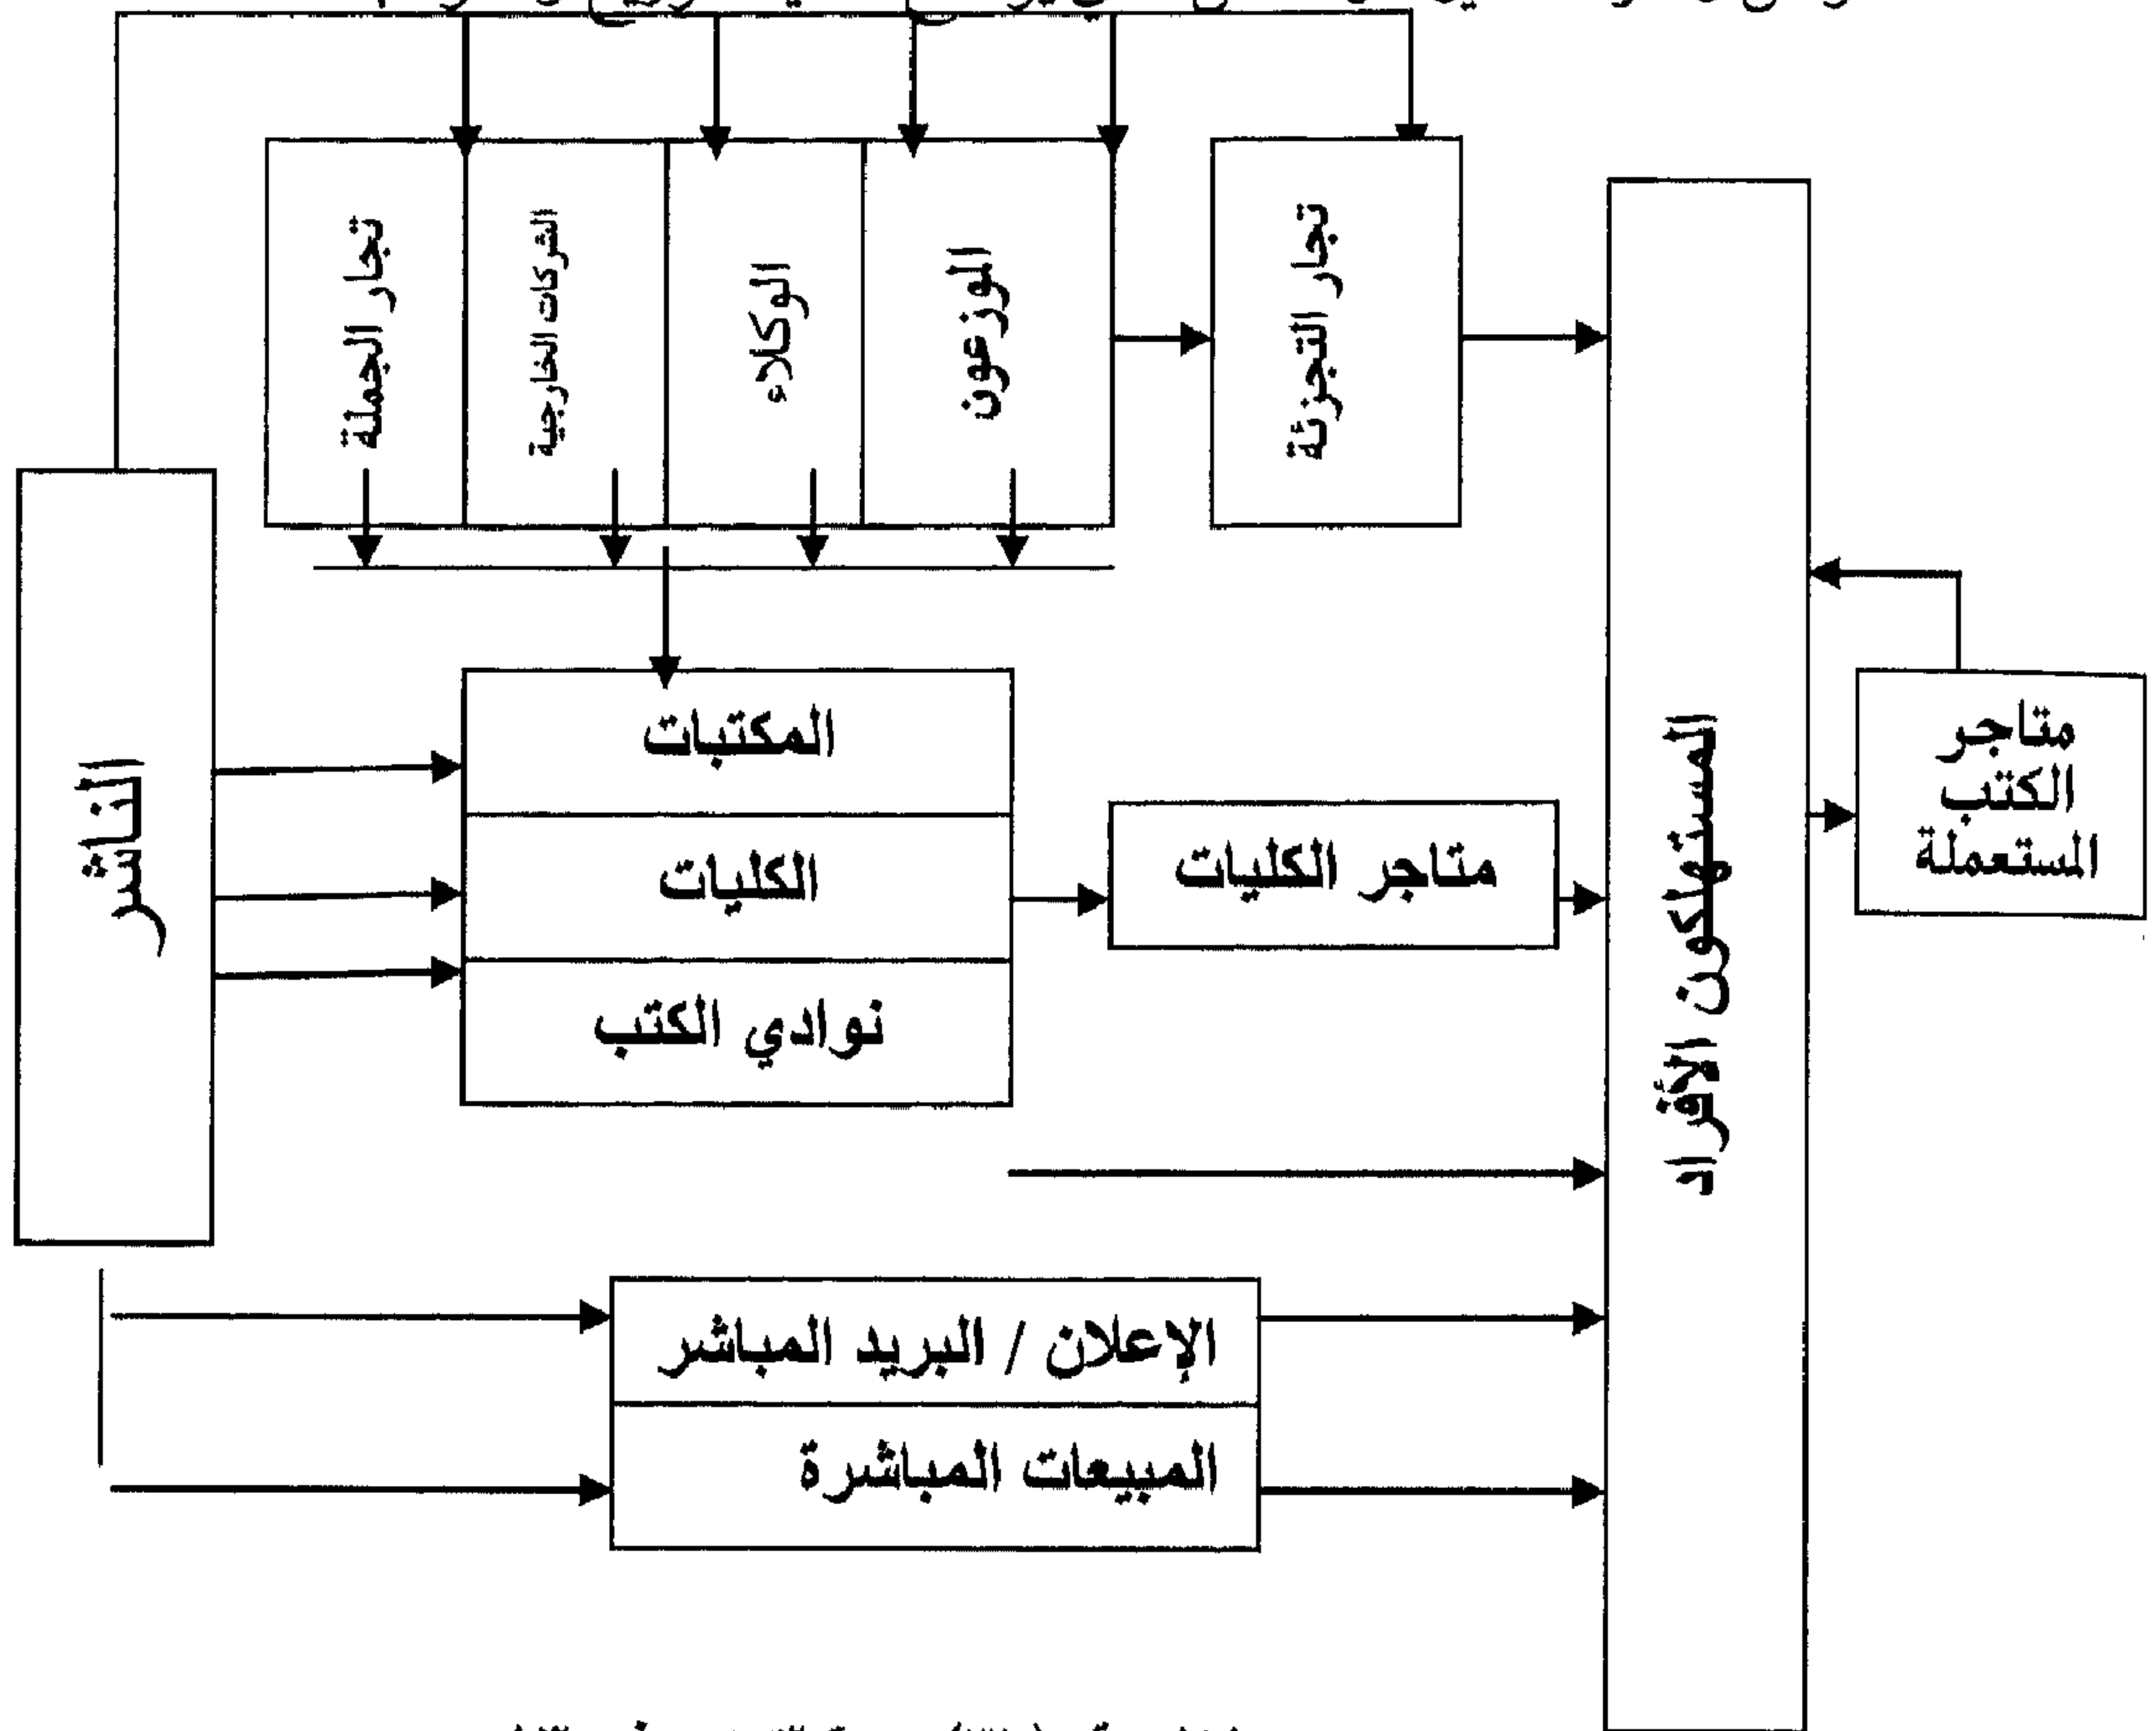 تجار الجملة
الشركات الخارجية
الوكلاء
الموزعون
تجار التجزئة
الناشر
المكتبات
الكليات
نوادي الكتب
متاجر الكليات
المستهلكون الأفراد
متاجر
الكتب
المستعملة
الإعلان / البريد المباشر
المبيعات المباشرة